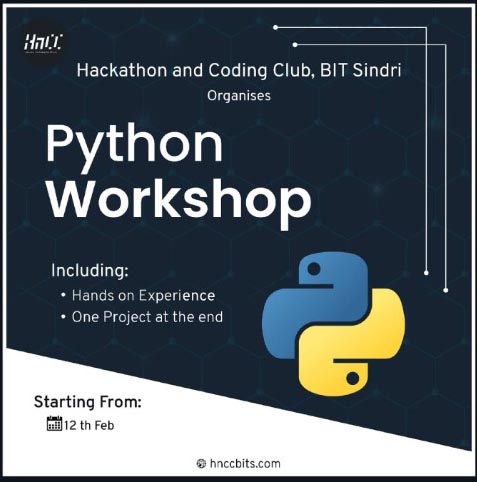 HnCC
Hackathon and Coding Club, BIT Sindri
Organises
Python
Workshop
Including:
• Hands on Experience
• One Project at the end
Starting From:
12 th Feb
hnccbits.com